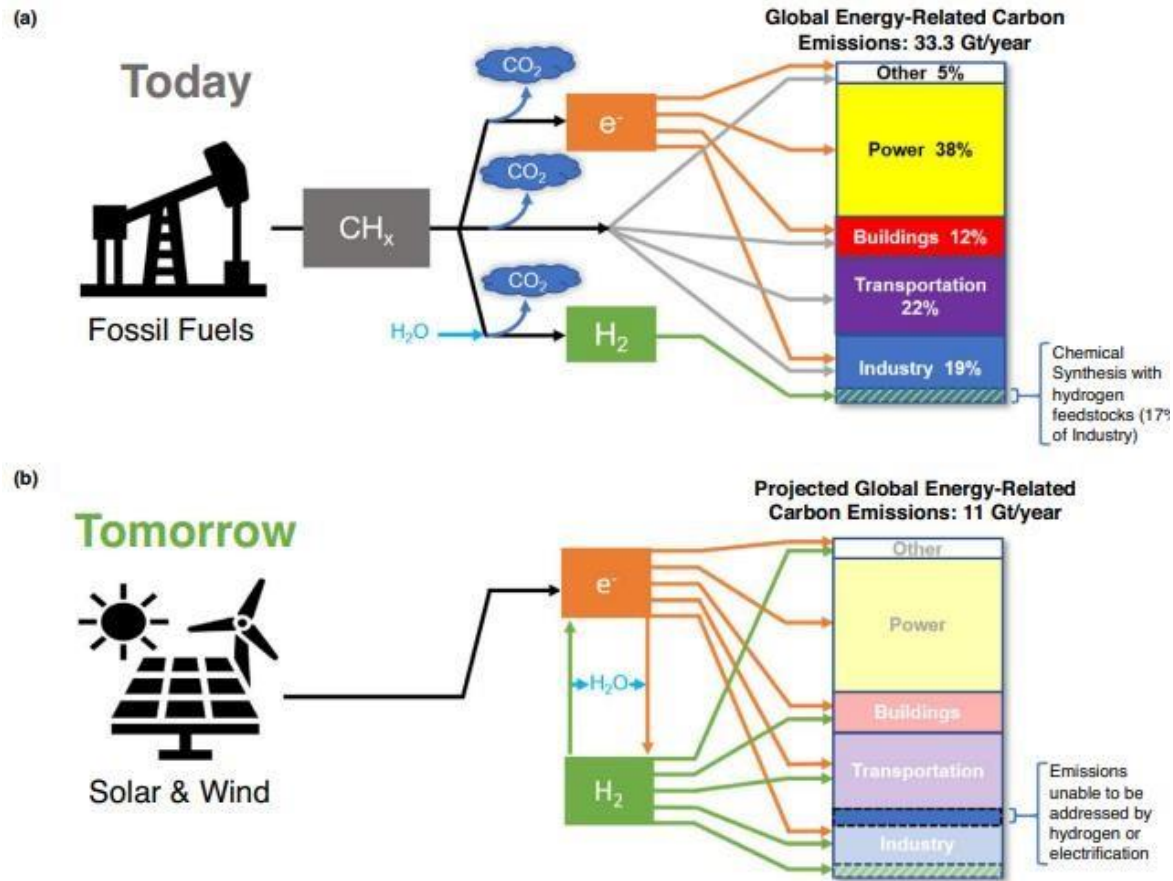 (a)
Global Energy-Related Carbon
Emissions: 33.3 Gt/year
Today
CO₂
e⁻
CO₂
CHₓ
CO₂
H₂O
H₂
Fossil Fuels
Other 5%
Power 38%
Buildings 12%
Transportation
22%
Industry 19%
Chemical
Synthesis with
hydrogen
feedstocks (17%
of Industry)
(b)
Projected Global Energy-Related
Carbon Emissions: 11 Gt/year
Tomorrow
e⁻
H₂O
H₂
Solar & Wind
Other
Power
Buildings
Transportation
Industry
Emissions
unable to be
addressed by
hydrogen or
electrification